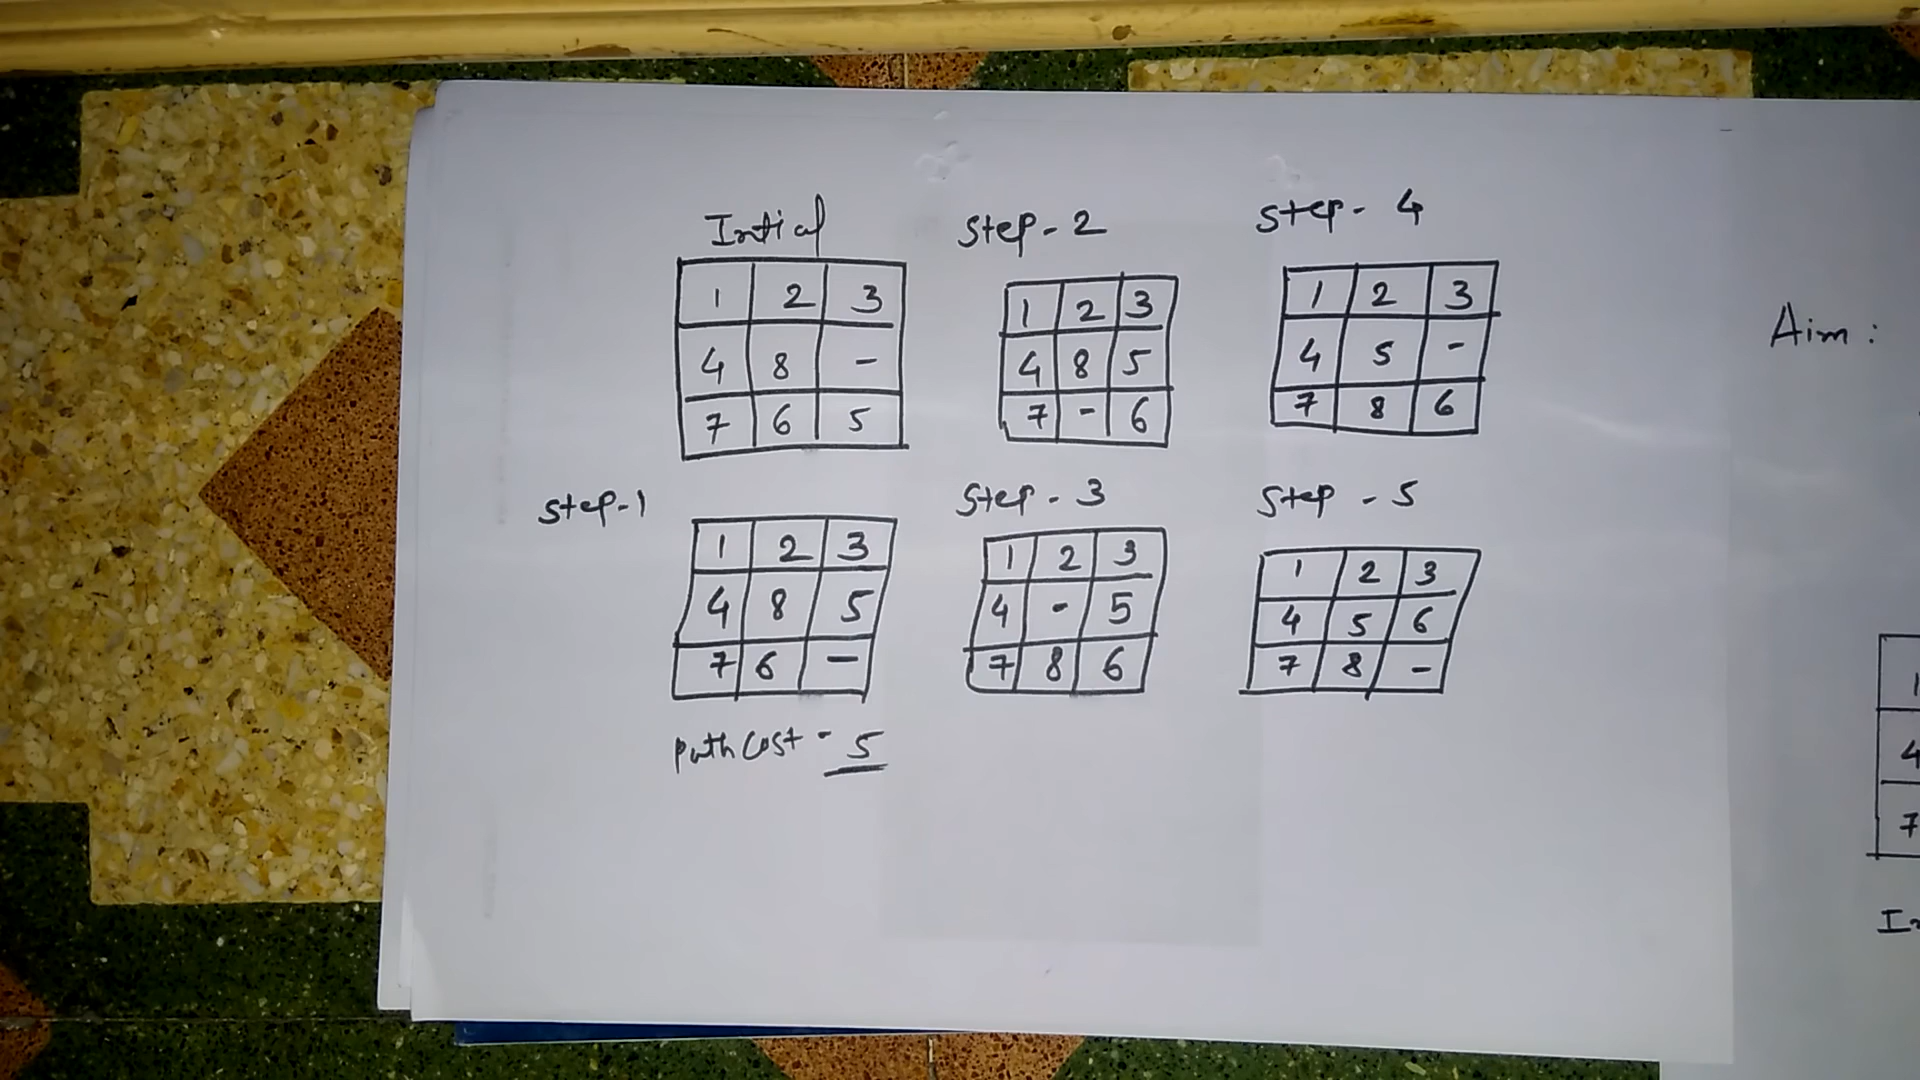 Intial
1 2 3
4 8 -
7 6 5
Step-1
1 2 3
4 8 5
7 6 -
path cost - 5
Step-2
1 2 3
4 8 5
7 - 6
Step-3
1 2 3
4 - 5
7 8 6
Step-4
1 2 3
4 5 -
7 8 6
Step-5
1 2 3
4 5 6
7 8 -
Aim:
1
4
7